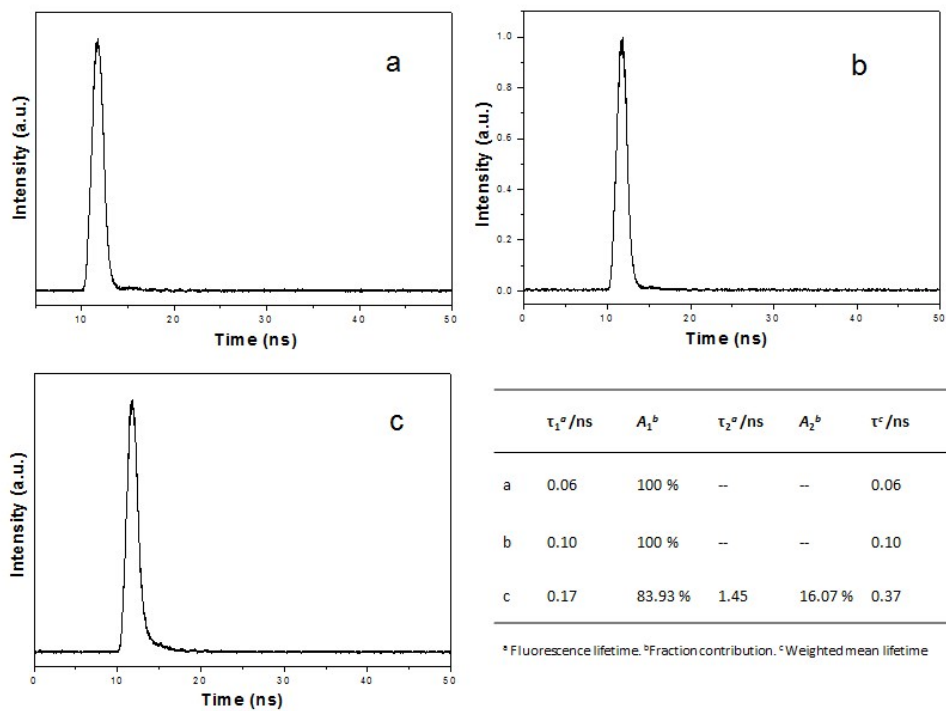 a
Intensity (a.u.)
10 20 30 40 50
Time (ns)
b
Intensity (a.u.)
1.0
0.8
0.6
0.4
0.2
0.0
0 10 20 30 40 50
Time (ns)
c
Intensity (a.u.)
0 10 20 30 40 50
Time (ns)
τ₁ᵃ/ns A₁ᵇ τ₂ᵃ/ns A₂ᵇ τᶜ/ns
a 0.06 100 % -- -- 0.06
b 0.10 100 % -- -- 0.10
c 0.17 83.93 % 1.45 16.07 % 0.37
ᵃ Fluorescence lifetime. ᵇFraction contribution. ᶜ Weighted mean lifetime